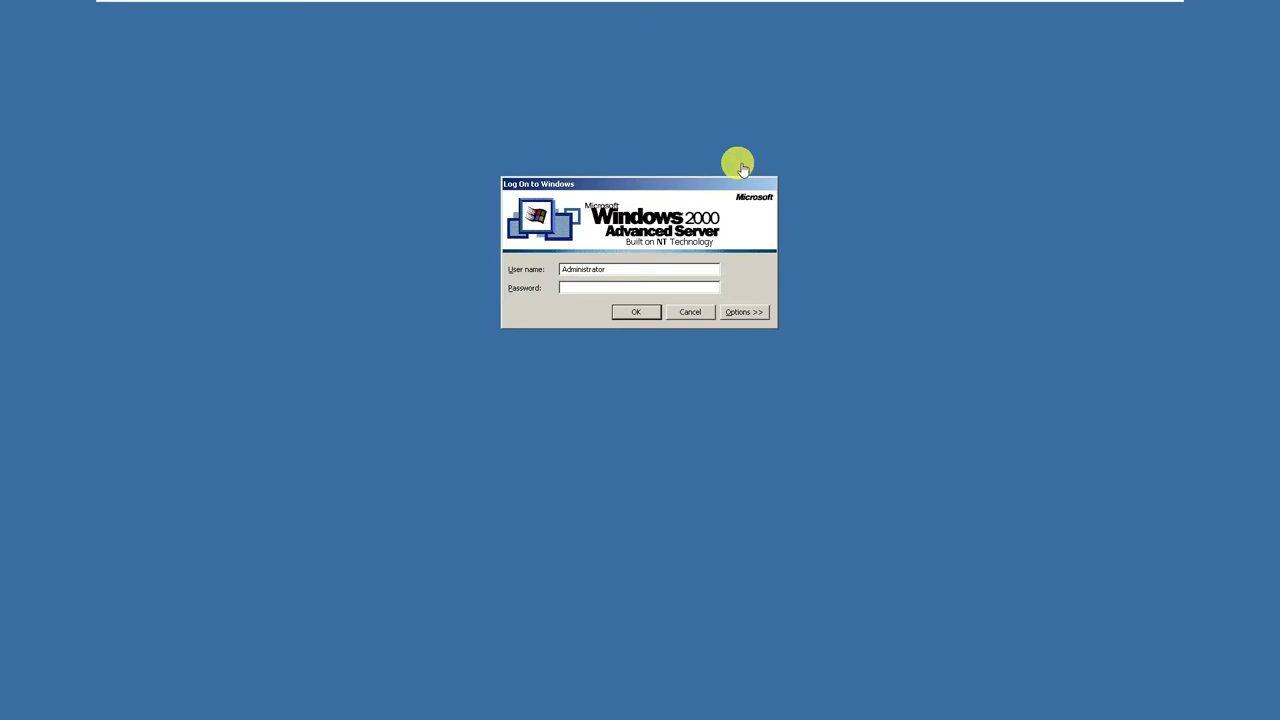 Log On to Windows
Microsoft
Microsoft
Windows 2000
Advanced Server
Built on NT Technology
User name: Administrator
Password:
OK Cancel Options >>